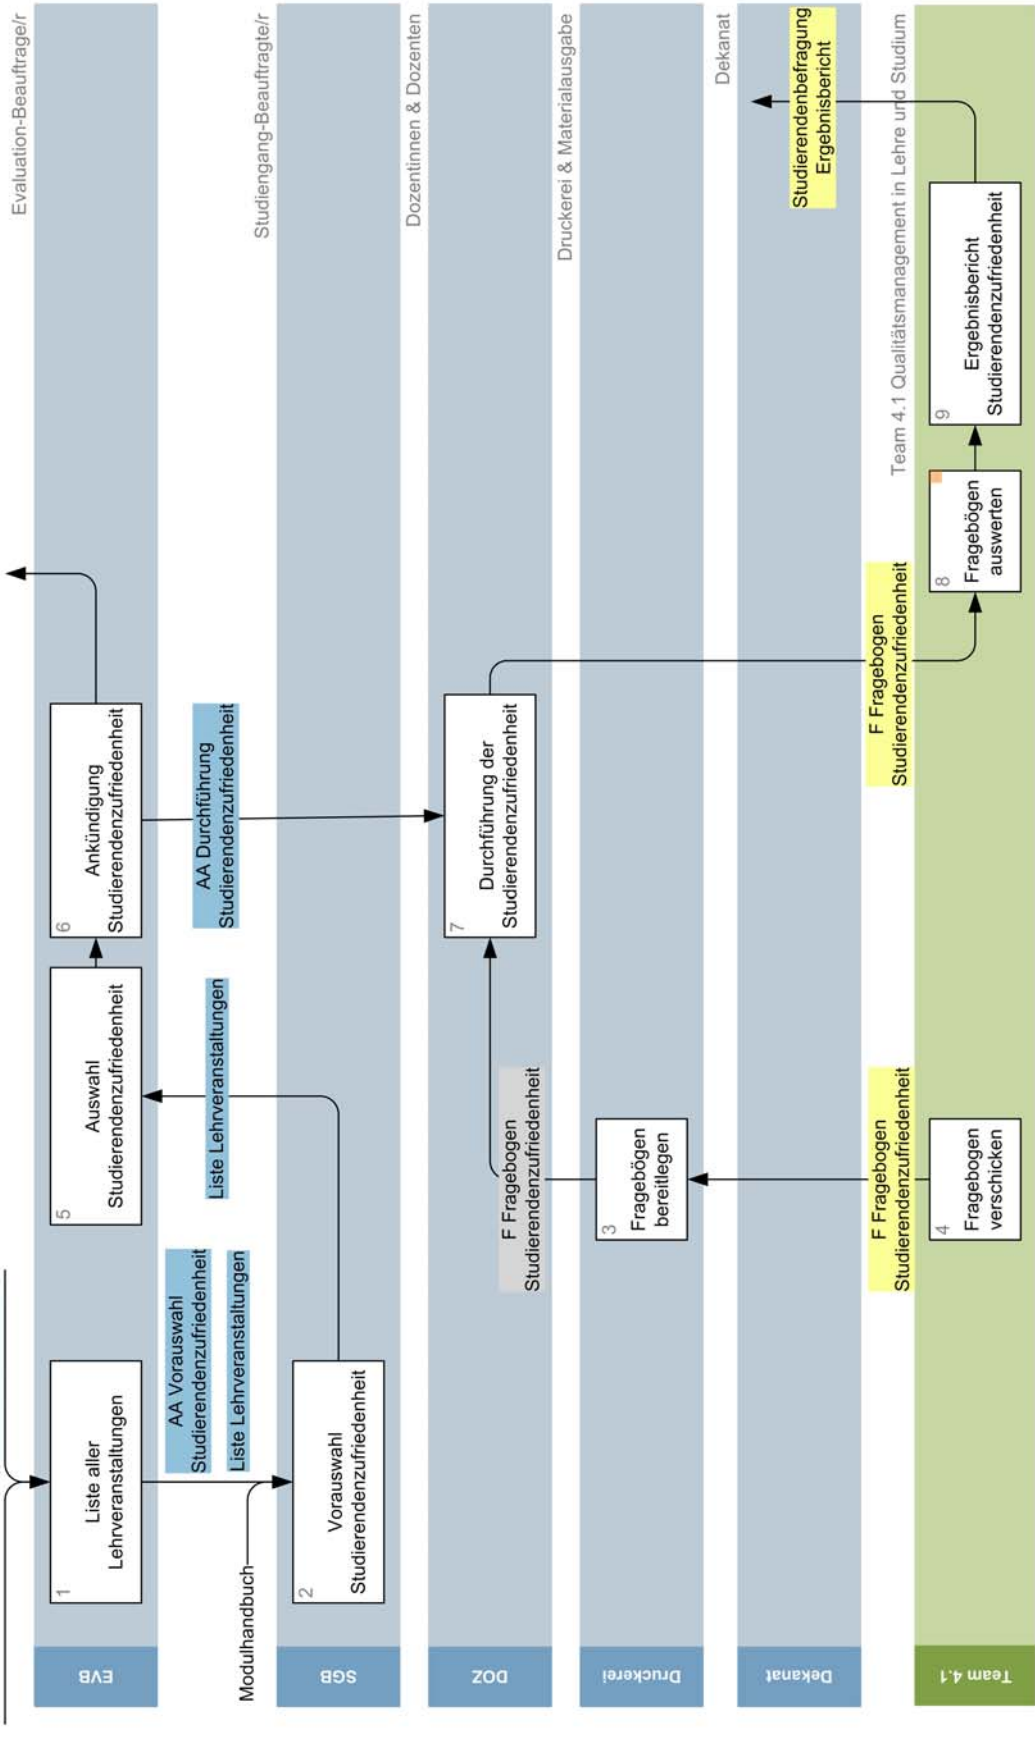 Evaluation-Beauftrage/r
EVB
1
Liste aller
Lehrveranstaltungen
5
Auswahl
Studierendenzufriedenheit
6
Ankündigung
Studierendenzufriedenheit
AA Vorauswahl
Studierendenzufriedenheit
Liste Lehrveranstaltungen
Liste Lehrveranstaltungen
AA Durchführung
Studierendenzufriedenheit
Modulhandbuch
Studiengang-Beauftragte/r
SGB
2
Vorauswahl
Studierendenzufriedenheit
Dozentinnen & Dozenten
DOZ
7
Durchführung der
Studierendenzufriedenheit
F Fragebogen
Studierendenzufriedenheit
Druckerei & Materialausgabe
Druckerei
3
Fragebögen
bereitlegen
Dekanat
Dekanat
Studierendenbefragung
Ergebnisbericht
F Fragebogen
Studierendenzufriedenheit
F Fragebogen
Studierendenzufriedenheit
Team 4.1 Qualitätsmanagement in Lehre und Studium
Team 4.1
4
Fragebogen
verschicken
8
Fragebögen
auswerten
9
Ergebnisbericht
Studierendenzufriedenheit